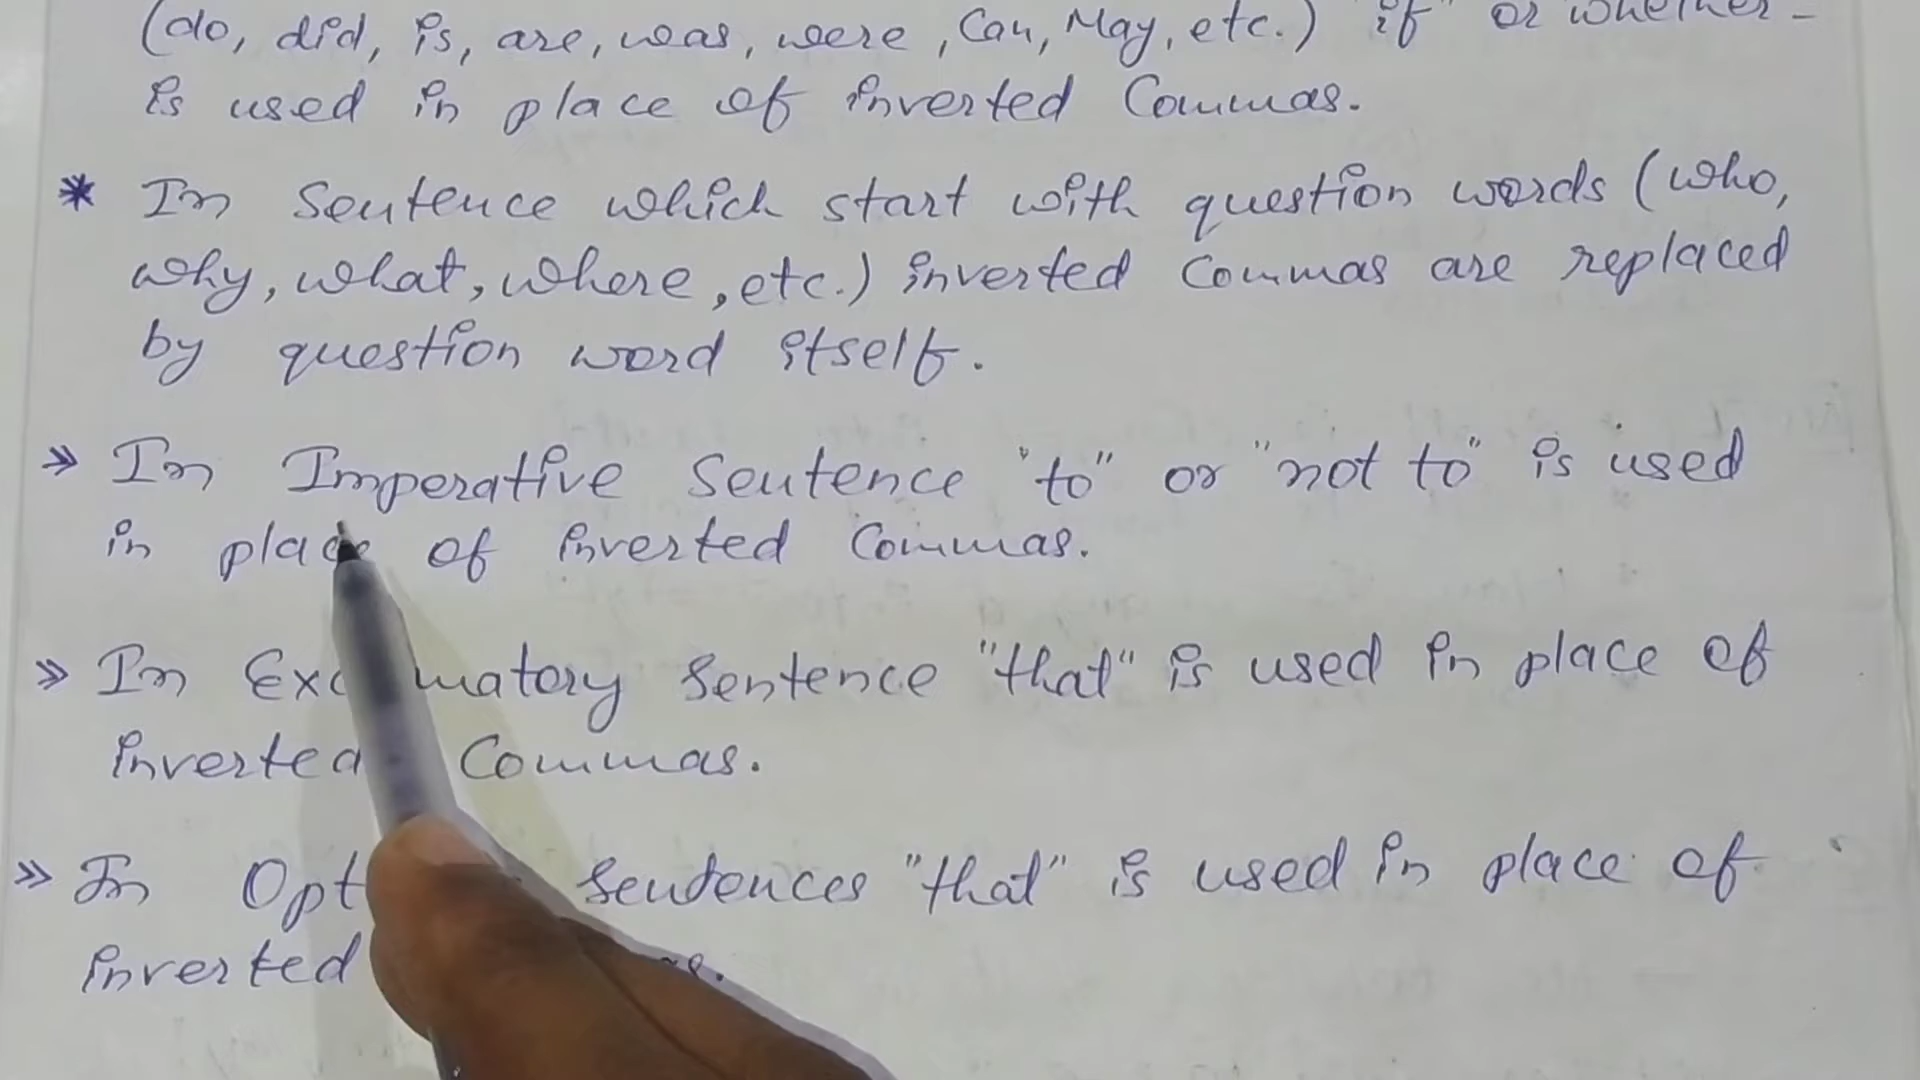 (do, did, is, are, was, were, Can, May, etc.) "if" or whether -
is used in place of inverted Commas.
* In Sentence which start with question words (who,
why, what, where, etc.) inverted Commas are replaced
by question word itself.
» In Imperative Sentence "to" or "not to" is used
in place of inverted Commas.
» In Sentence "that" is used in place of
inverted Commas.
» In Sentences "that" is used in place of
inverted